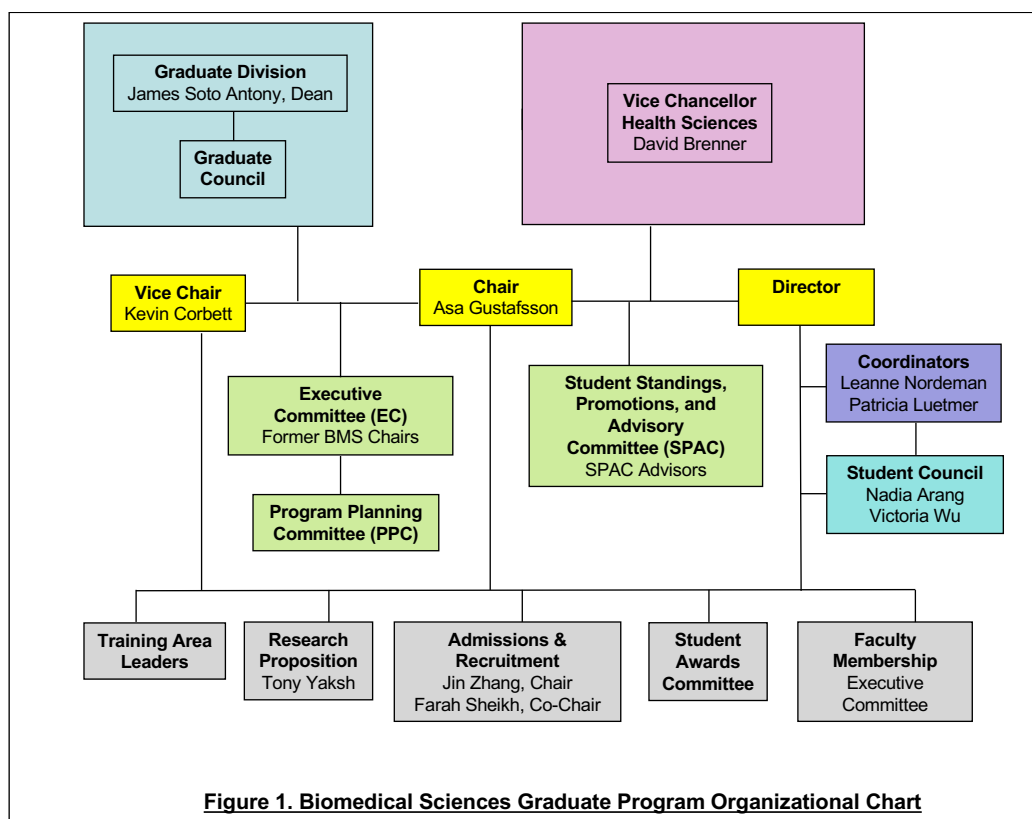 Graduate Division
James Soto Antony, Dean
Graduate
Council
Vice Chancellor
Health Sciences
David Brenner
Vice Chair
Kevin Corbett
Chair
Asa Gustafsson
Director
Coordinators
Leanne Nordeman
Patricia Luetmer
Executive
Committee (EC)
Former BMS Chairs
Student Standings,
Promotions, and
Advisory
Committee (SPAC)
SPAC Advisors
Student Council
Nadia Arang
Victoria Wu
Program Planning
Committee (PPC)
Training Area
Leaders
Research
Proposition
Tony Yaksh
Admissions &
Recruitment
Jin Zhang, Chair
Farah Sheikh, Co-Chair
Student
Awards
Committee
Faculty
Membership
Executive
Committee
Figure 1. Biomedical Sciences Graduate Program Organizational Chart